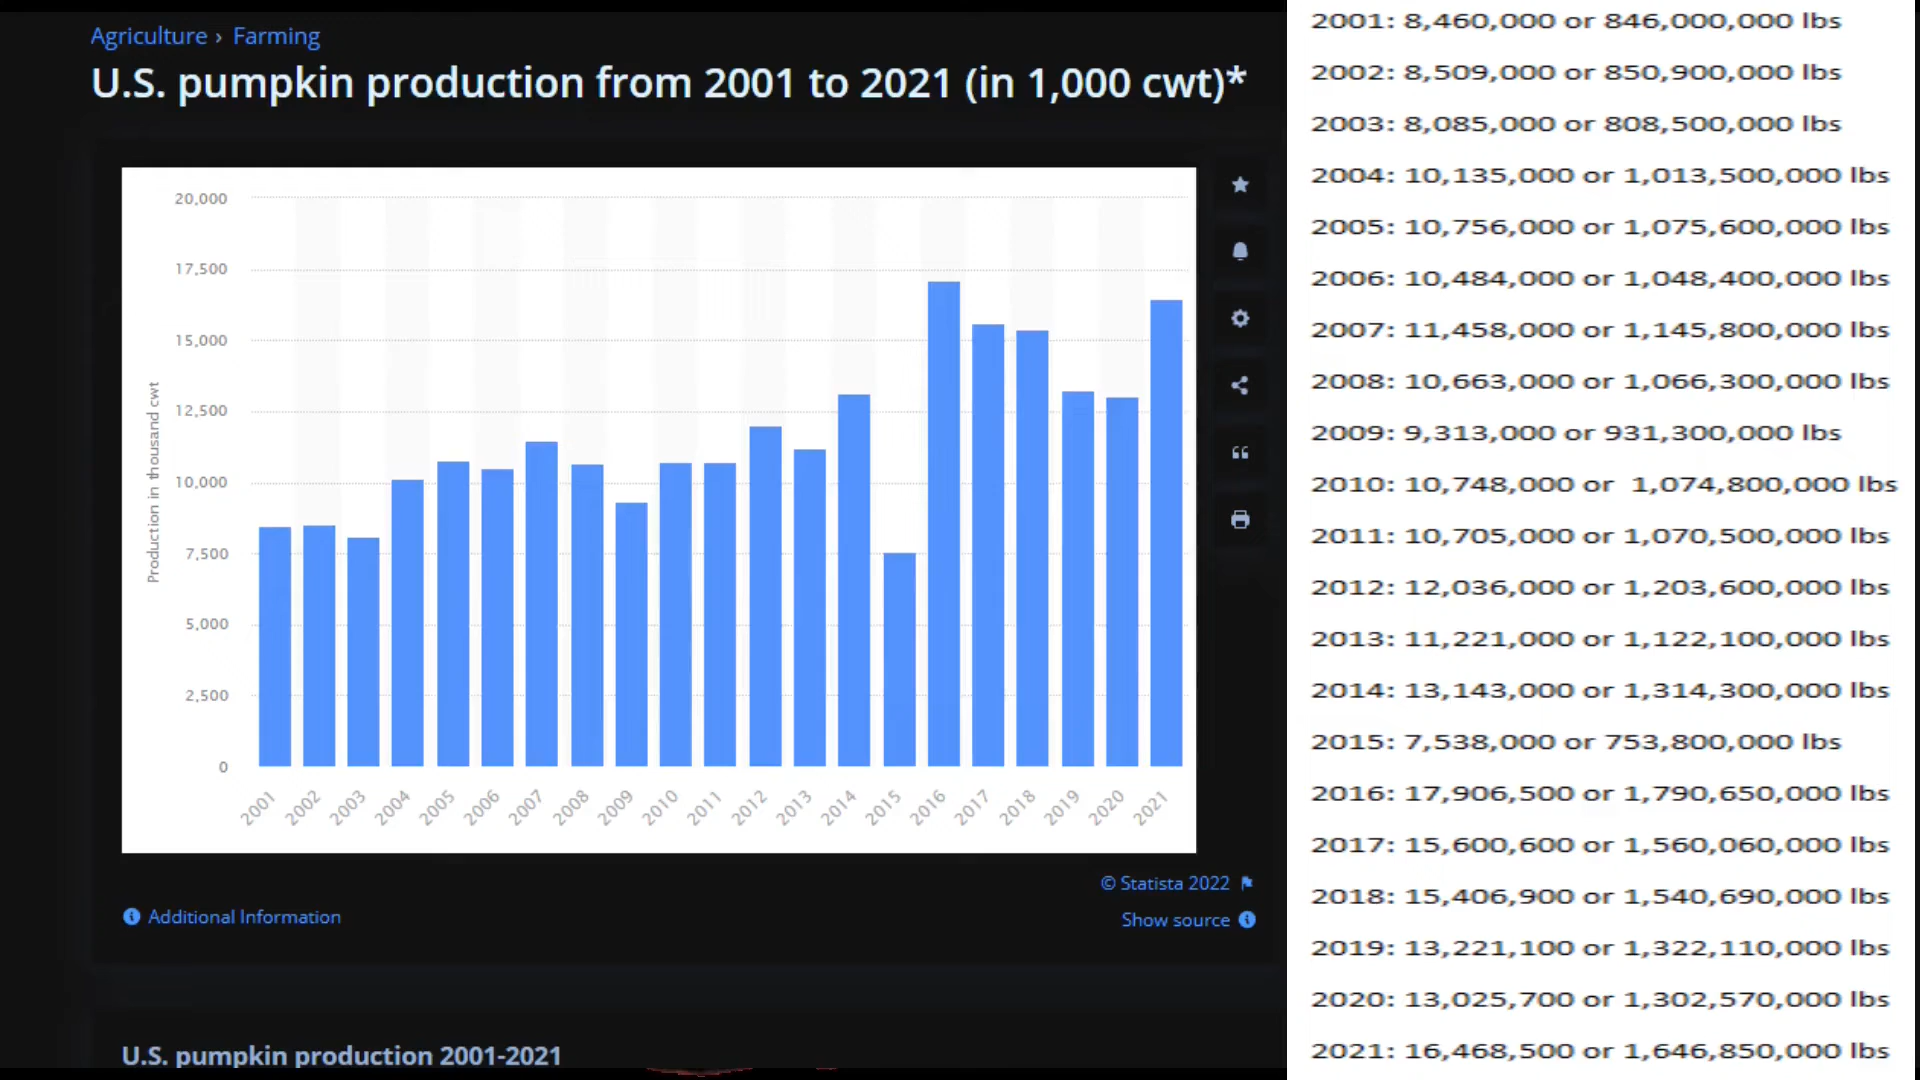 Agriculture › Farming
U.S. pumpkin production from 2001 to 2021 (in 1,000 cwt)*
20,000
17,500
15,000
12,500
10,000
7,500
5,000
2,500
0
Production in thousand cwt
2001
2002
2003
2004
2005
2006
2007
2008
2009
2010
2011
2012
2013
2014
2015
2016
2017
2018
2019
2020
2021
© Statista 2022
Additional Information
Show source
U.S. pumpkin production 2001-2021
2001: 8,460,000 or 846,000,000 lbs
2002: 8,509,000 or 850,900,000 lbs
2003: 8,085,000 or 808,500,000 lbs
2004: 10,135,000 or 1,013,500,000 lbs
2005: 10,756,000 or 1,075,600,000 lbs
2006: 10,484,000 or 1,048,400,000 lbs
2007: 11,458,000 or 1,145,800,000 lbs
2008: 10,663,000 or 1,066,300,000 lbs
2009: 9,313,000 or 931,300,000 lbs
2010: 10,748,000 or 1,074,800,000 lbs
2011: 10,705,000 or 1,070,500,000 lbs
2012: 12,036,000 or 1,203,600,000 lbs
2013: 11,221,000 or 1,122,100,000 lbs
2014: 13,143,000 or 1,314,300,000 lbs
2015: 7,538,000 or 753,800,000 lbs
2016: 17,906,500 or 1,790,650,000 lbs
2017: 15,600,600 or 1,560,060,000 lbs
2018: 15,406,900 or 1,540,690,000 lbs
2019: 13,221,100 or 1,322,110,000 lbs
2020: 13,025,700 or 1,302,570,000 lbs
2021: 16,468,500 or 1,646,850,000 lbs